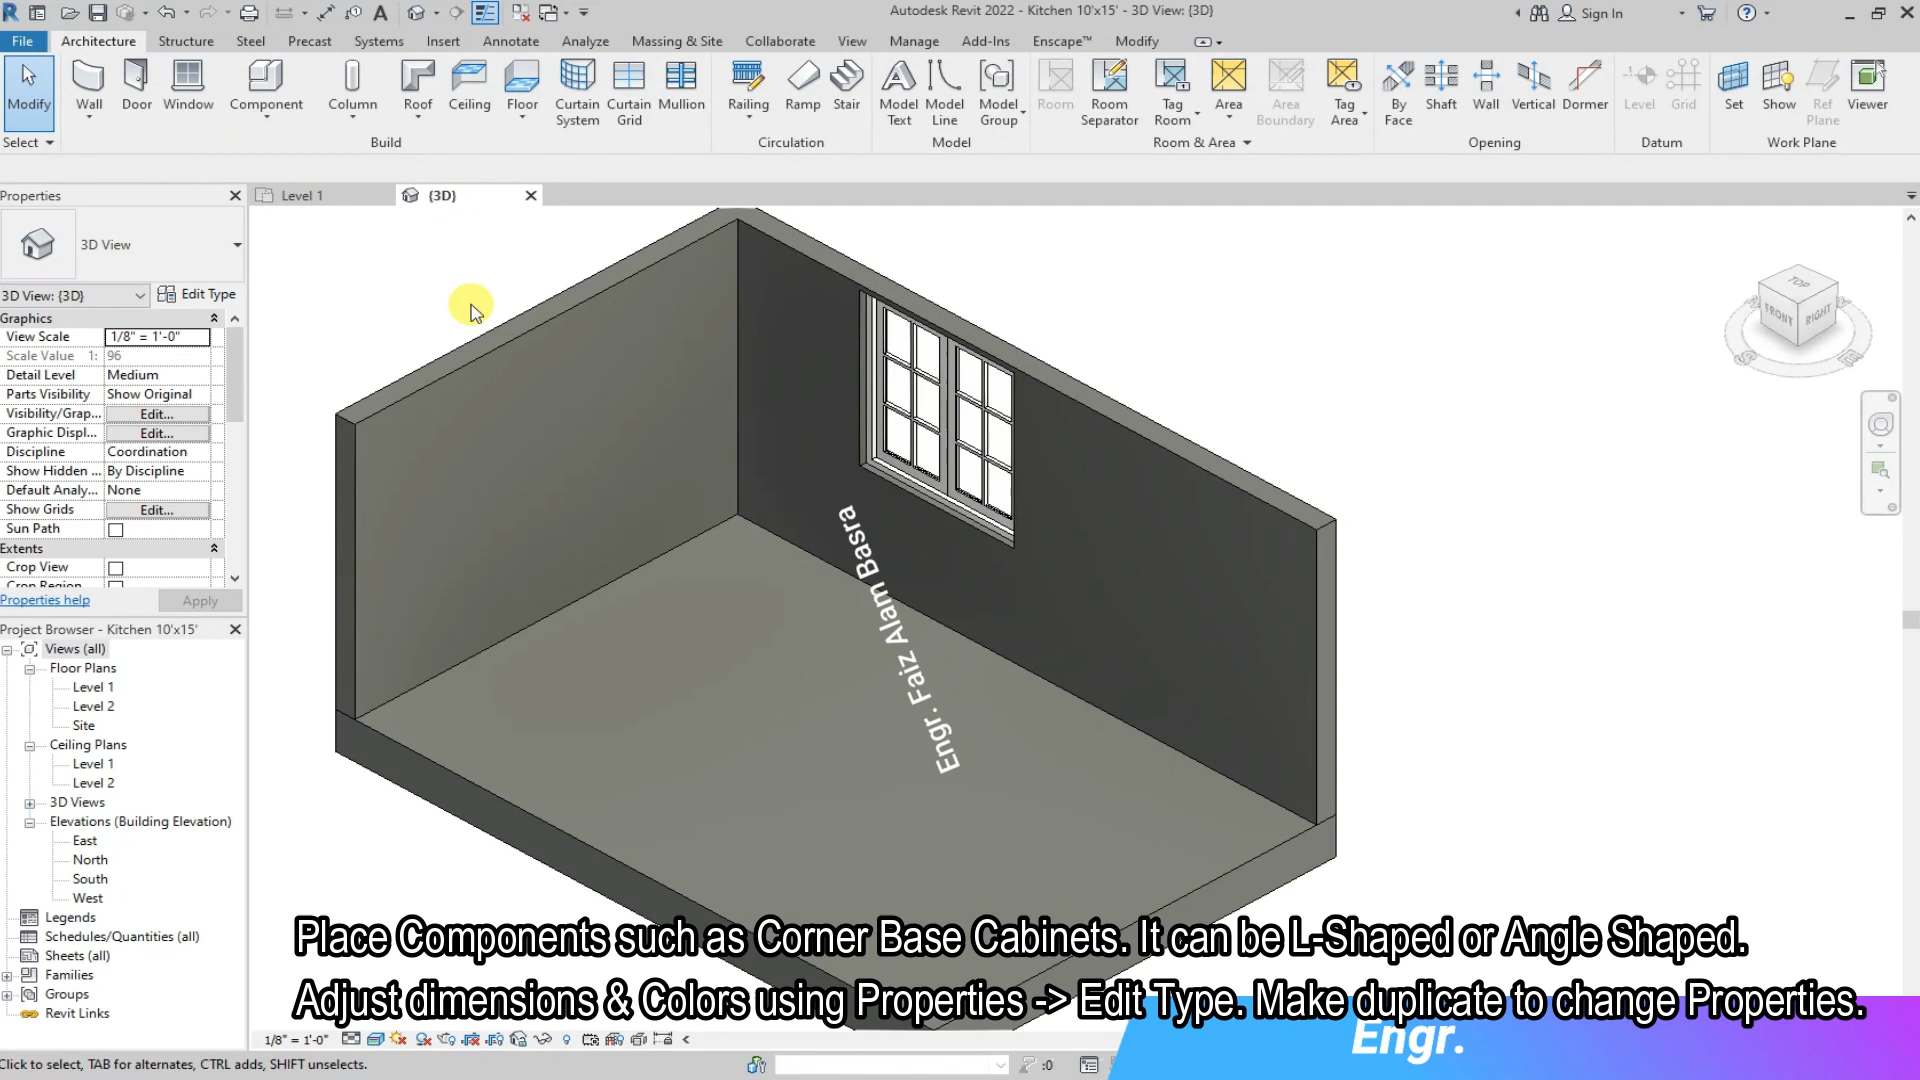 Autodesk Revit 2022 - Kitchen 10'x15' - 3D View: {3D}
Sign In
File Architecture Structure Steel Precast Systems Insert Annotate Analyze Massing & Site Collaborate View Manage Add-Ins Enscape™ Modify
Modify
Wall
Door
Window
Component
Column
Roof
Ceiling
Floor
Curtain System
Curtain Grid
Mullion
Railing
Ramp
Stair
Model Text
Model Line
Model Group
Room
Room Separator
Tag Room
Area
Area Boundary
Tag Area
By Face
Shaft
Wall
Vertical
Dormer
Level
Grid
Set
Show
Ref Plane
Viewer
Select
Build
Circulation
Model
Room & Area
Opening
Datum
Work Plane
Properties
Level 1
{3D}
3D View
3D View: {3D}
Edit Type
Graphics
View Scale 1/8" = 1'-0"
Scale Value 1: 96
Detail Level Medium
Parts Visibility Show Original
Visibility/Grap... Edit...
Graphic Displ... Edit...
Discipline Coordination
Show Hidden ... By Discipline
Default Analy... None
Show Grids Edit...
Sun Path
Extents
Crop View
Crop Region
Properties help
Apply
Project Browser - Kitchen 10'x15'
Views (all)
Floor Plans
Level 1
Level 2
Site
Ceiling Plans
Level 1
Level 2
3D Views
Elevations (Building Elevation)
East
North
South
West
Legends
Schedules/Quantities (all)
Sheets (all)
Families
Groups
Revit Links
TOP
FRONT
RIGHT
S
E
Engr. Faiz Alam Basra
Place Components such as Corner Base Cabinets. It can be L-Shaped or Angle Shaped.
Adjust dimensions & Colors using Properties -> Edit Type. Make duplicate to change Properties.
Engr.
1/8" = 1'-0"
Click to select, TAB for alternates, CTRL adds, SHIFT unselects.
:0